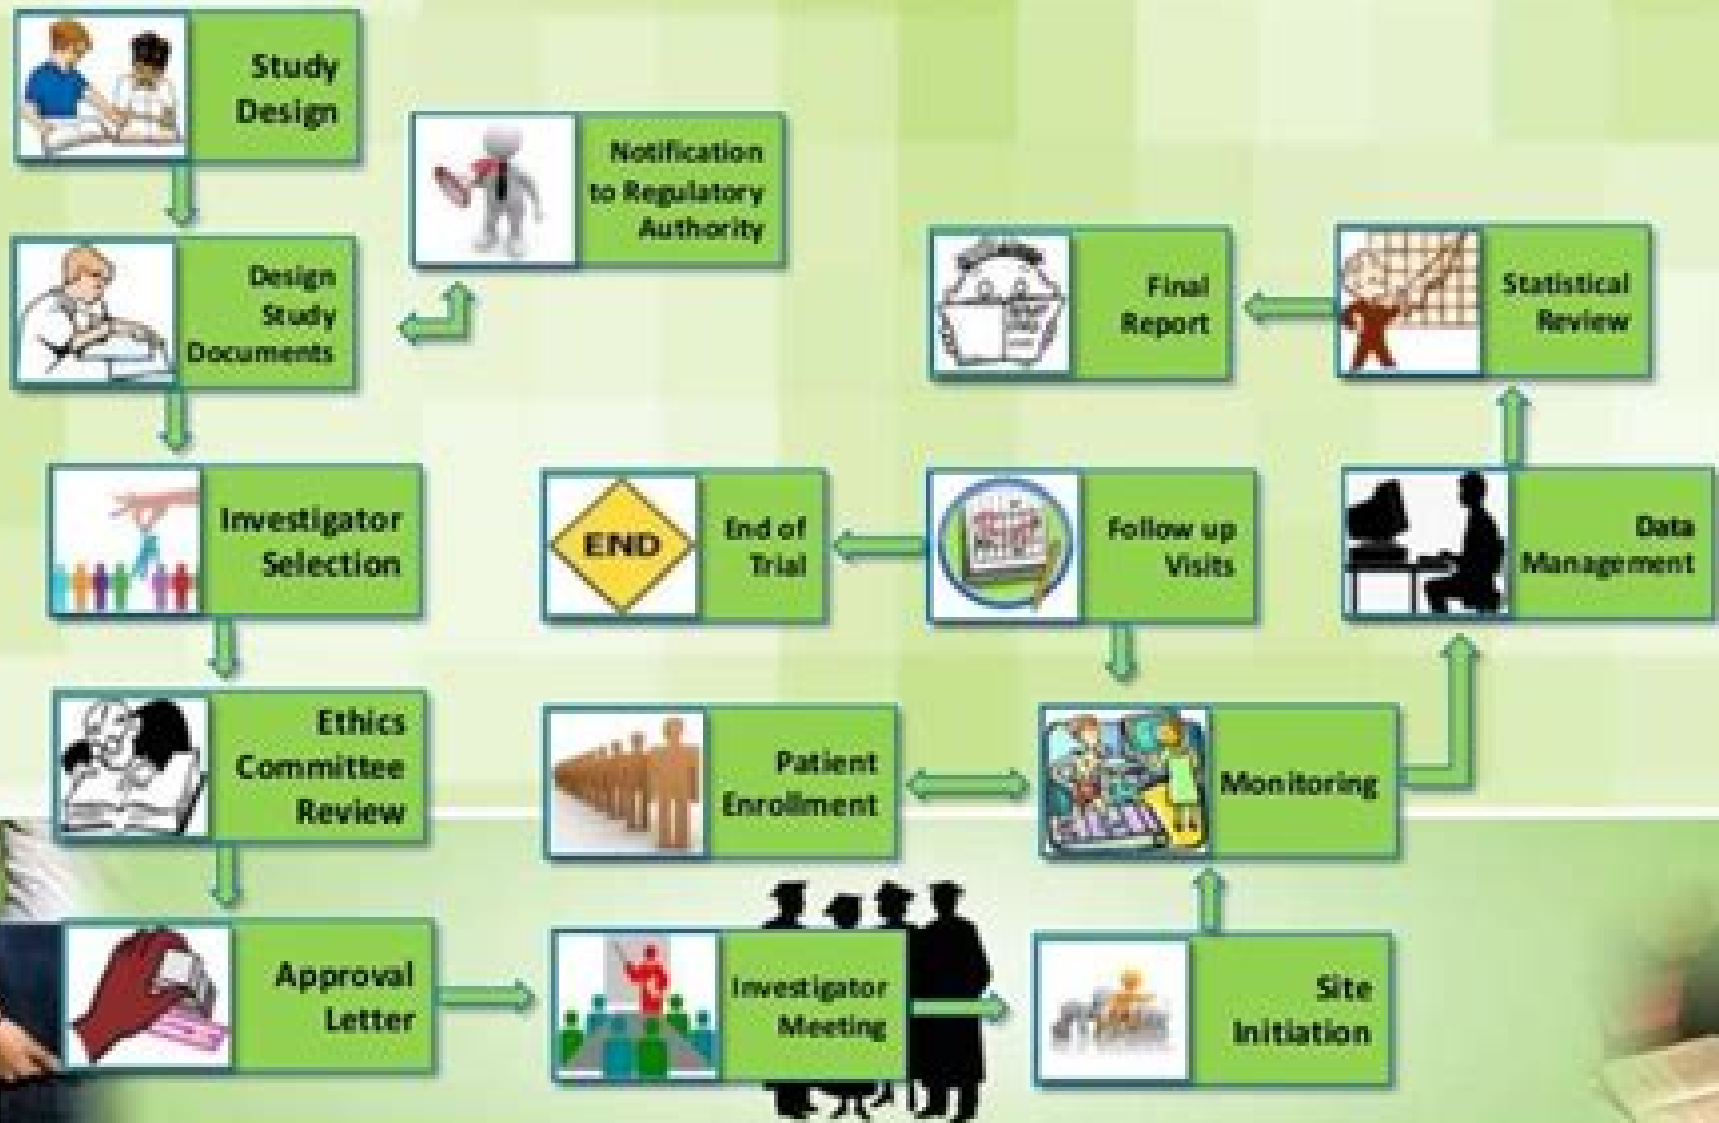 Study
Design
Notification
to Regulatory
Authority
Design
Study
Documents
Final
Report
Statistical
Review
Investigator
Selection
END
End of
Trial
Follow up
Visits
Data
Management
Ethics
Committee
Review
Patient
Enrollment
Monitoring
Approval
Letter
Investigator
Meeting
Site
Initiation